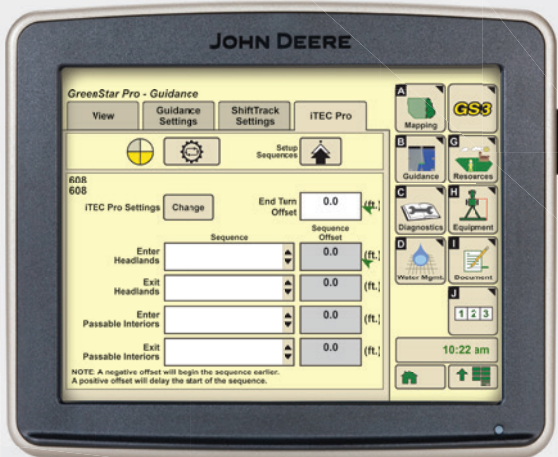 JOHN DEERE
GreenStar Pro - Guidance
View
Guidance
Settings
ShiftTrack
Settings
iTEC Pro
Setup
Sequences
608
608
iTEC Pro Settings
Change
End Tern
Offset
0.0
(ft.)
Sequence
Sequence
Offset
Enter
Headlands
0.0
(ft.)
Exit
Headlands
0.0
(ft.)
Enter
Passable Interiors
0.0
(ft.)
Exit
Passable Interiors
0.0
(ft.)
NOTE: A negative offset will begin the sequence earlier.
A positive offset will delay the start of the sequence.
A
Mapping
GS3
B
Guidance
G
Resources
C
Diagnostics
H
Equipment
D
Water Mgmt.
I
Document
J
1 2 3
10:22 am